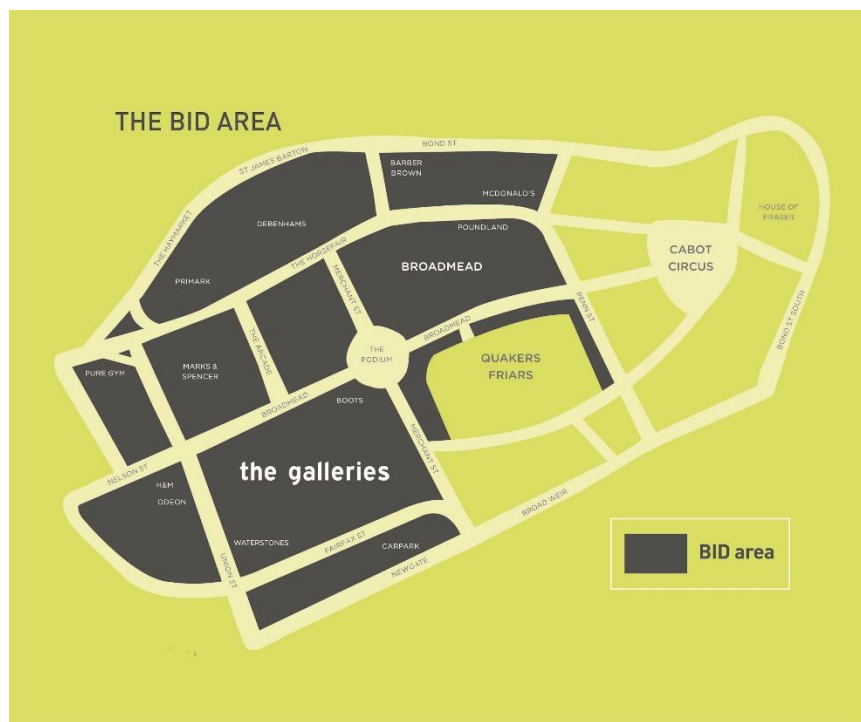 THE BID AREA
BOND ST
ST JAMES BARTON
BARBER
BROWN
MCDONALD'S
HOUSE OF
FRASER
THE HAYMARKET
DEBENHAMS
POUNDLAND
THE HORSEFAIR
CABOT
CIRCUS
BROADMEAD
PRIMARK
MERCHANT ST
PENN ST
BOND ST SOUTH
THE ARCADE
BROADMEAD
THE
PODIUM
QUAKERS
FRIARS
PURE GYM
MARKS &
SPENCER
BROADMEAD
BOOTS
MERCHANT ST
NELSON ST
the galleries
H&M
ODEON
BROAD WEIR
WATERSTONES
FAIRFAX ST
CARPARK
UNION ST
NEWGATE
BID area